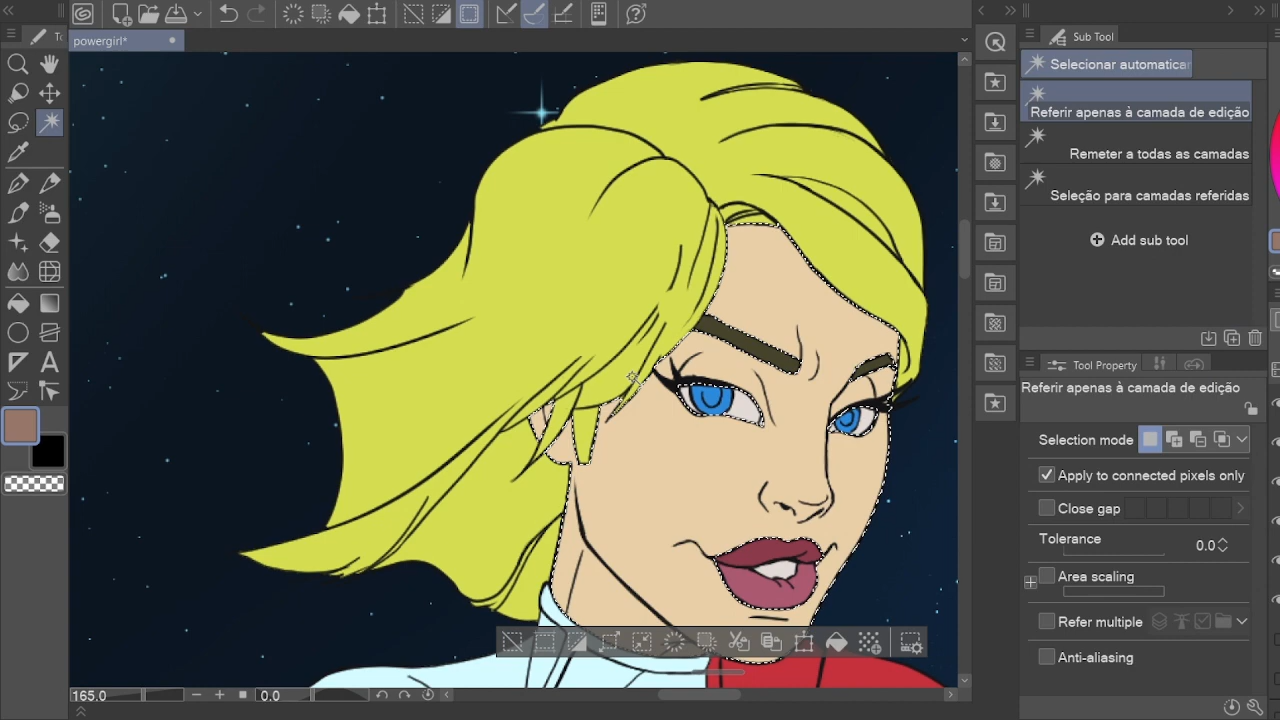 powergirl*
Sub Tool
Selecionar automatica
Referir apenas à camada de edição
Remeter a todas as camadas
Seleção para camadas referidas
Add sub tool
Tool Property
Referir apenas à camada de edição
Selection mode
Apply to connected pixels only
Close gap
Tolerance
0.0
Area scaling
Refer multiple
Anti-aliasing
165.0
0.0